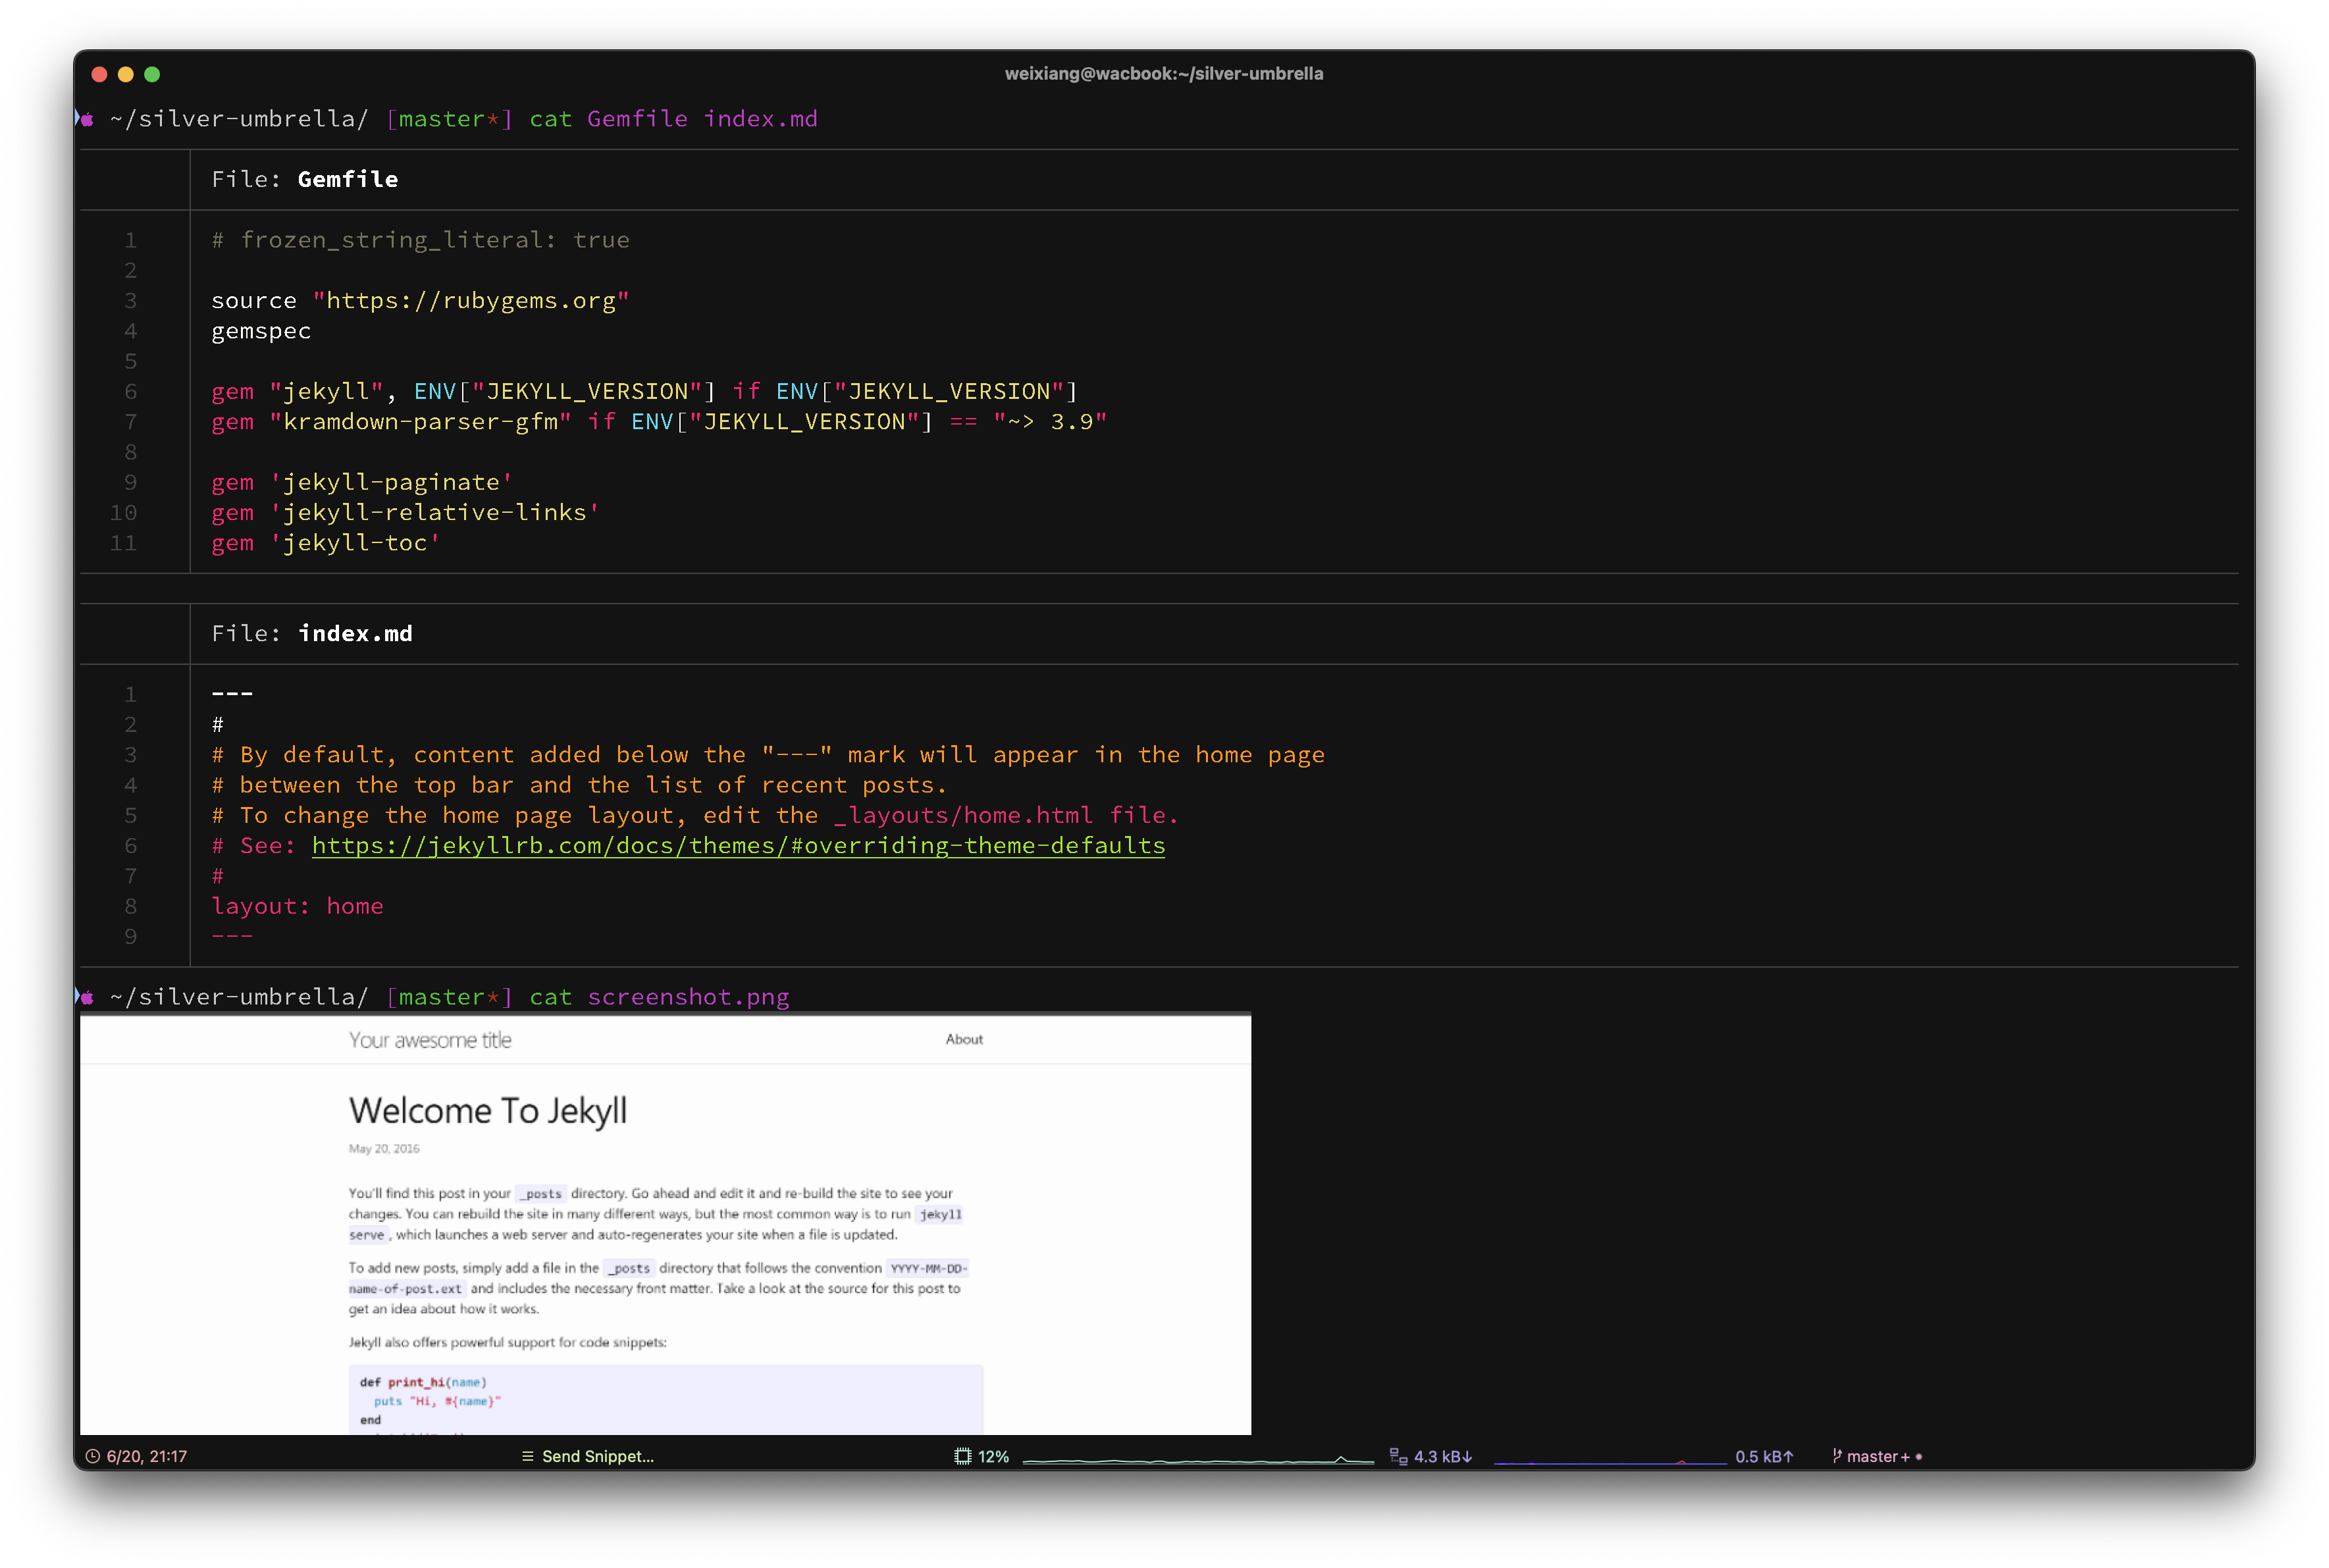 weixiang@wacbook:~/silver-umbrella
~/silver-umbrella/ [master*] cat Gemfile index.md
File: Gemfile
1 # frozen_string_literal: true
2
3 source "https://rubygems.org"
4 gemspec
5
6 gem "jekyll", ENV["JEKYLL_VERSION"] if ENV["JEKYLL_VERSION"]
7 gem "kramdown-parser-gfm" if ENV["JEKYLL_VERSION"] == "~> 3.9"
8
9 gem 'jekyll-paginate'
10 gem 'jekyll-relative-links'
11 gem 'jekyll-toc'
File: index.md
1 ---
2 #
3 # By default, content added below the "---" mark will appear in the home page
4 # between the top bar and the list of recent posts.
5 # To change the home page layout, edit the _layouts/home.html file.
6 # See: https://jekyllrb.com/docs/themes/#overriding-theme-defaults
7 #
8 layout: home
9 ---
~/silver-umbrella/ [master*] cat screenshot.png
Your awesome title About
Welcome To Jekyll
May 20, 2016
You'll find this post in your _posts directory. Go ahead and edit it and re-build the site to see your
changes. You can rebuild the site in many different ways, but the most common way is to run jekyll
serve, which launches a web server and auto-regenerates your site when a file is updated.
To add new posts, simply add a file in the _posts directory that follows the convention YYYY-MM-DD-
name-of-post.ext and includes the necessary front matter. Take a look at the source for this post to
get an idea about how it works.
Jekyll also offers powerful support for code snippets:
def print_hi(name)
puts "Hi, #{name}"
end
6/20, 21:17 Send Snippet... 12% 4.3 kB↓ 0.5 kB↑ master+ •